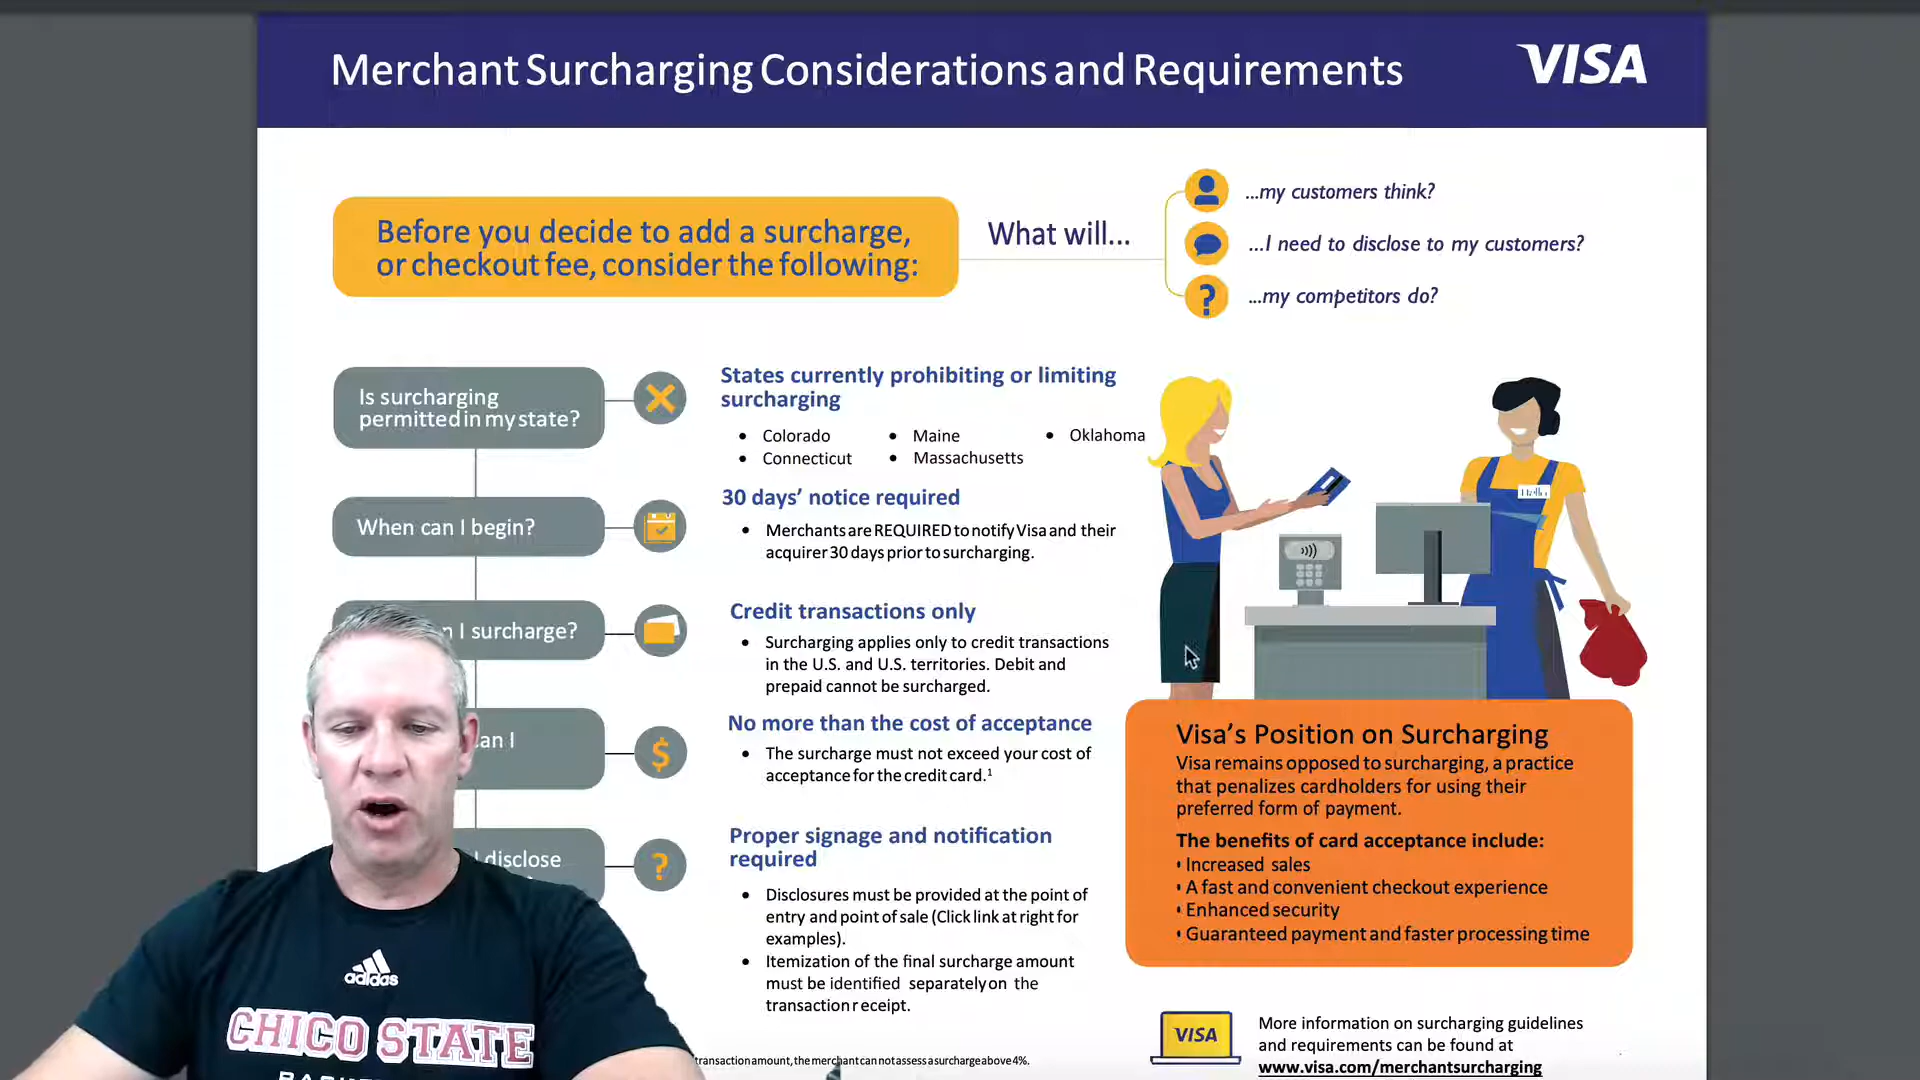 Merchant Surcharging Considerations and Requirements
VISA
Before you decide to add a surcharge,
or checkout fee, consider the following:
What will...
...my customers think?
...I need to disclose to my customers?
...my competitors do?
Is surcharging
permitted in my state?
States currently prohibiting or limiting
surcharging
• Colorado
• Connecticut
• Maine
• Massachusetts
• Oklahoma
When can I begin?
30 days’ notice required
• Merchants are REQUIRED to notify Visa and their
acquirer 30 days prior to surcharging.
I surcharge?
Credit transactions only
• Surcharging applies only to credit transactions
in the U.S. and U.S. territories. Debit and
prepaid cannot be surcharged.
can I
No more than the cost of acceptance
• The surcharge must not exceed your cost of
acceptance for the credit card.¹
disclose
Proper signage and notification
required
• Disclosures must be provided at the point of
entry and point of sale (Click link at right for
examples).
• Itemization of the final surcharge amount
must be identified separately on the
transaction receipt.
transaction amount, the merchant cannot assess a surcharge above 4%.
Hello
Visa’s Position on Surcharging
Visa remains opposed to surcharging, a practice
that penalizes cardholders for using their
preferred form of payment.
The benefits of card acceptance include:
• Increased sales
• A fast and convenient checkout experience
• Enhanced security
• Guaranteed payment and faster processing time
VISA
More information on surcharging guidelines
and requirements can be found at
www.visa.com/merchantsurcharging
adidas
CHICO STATE